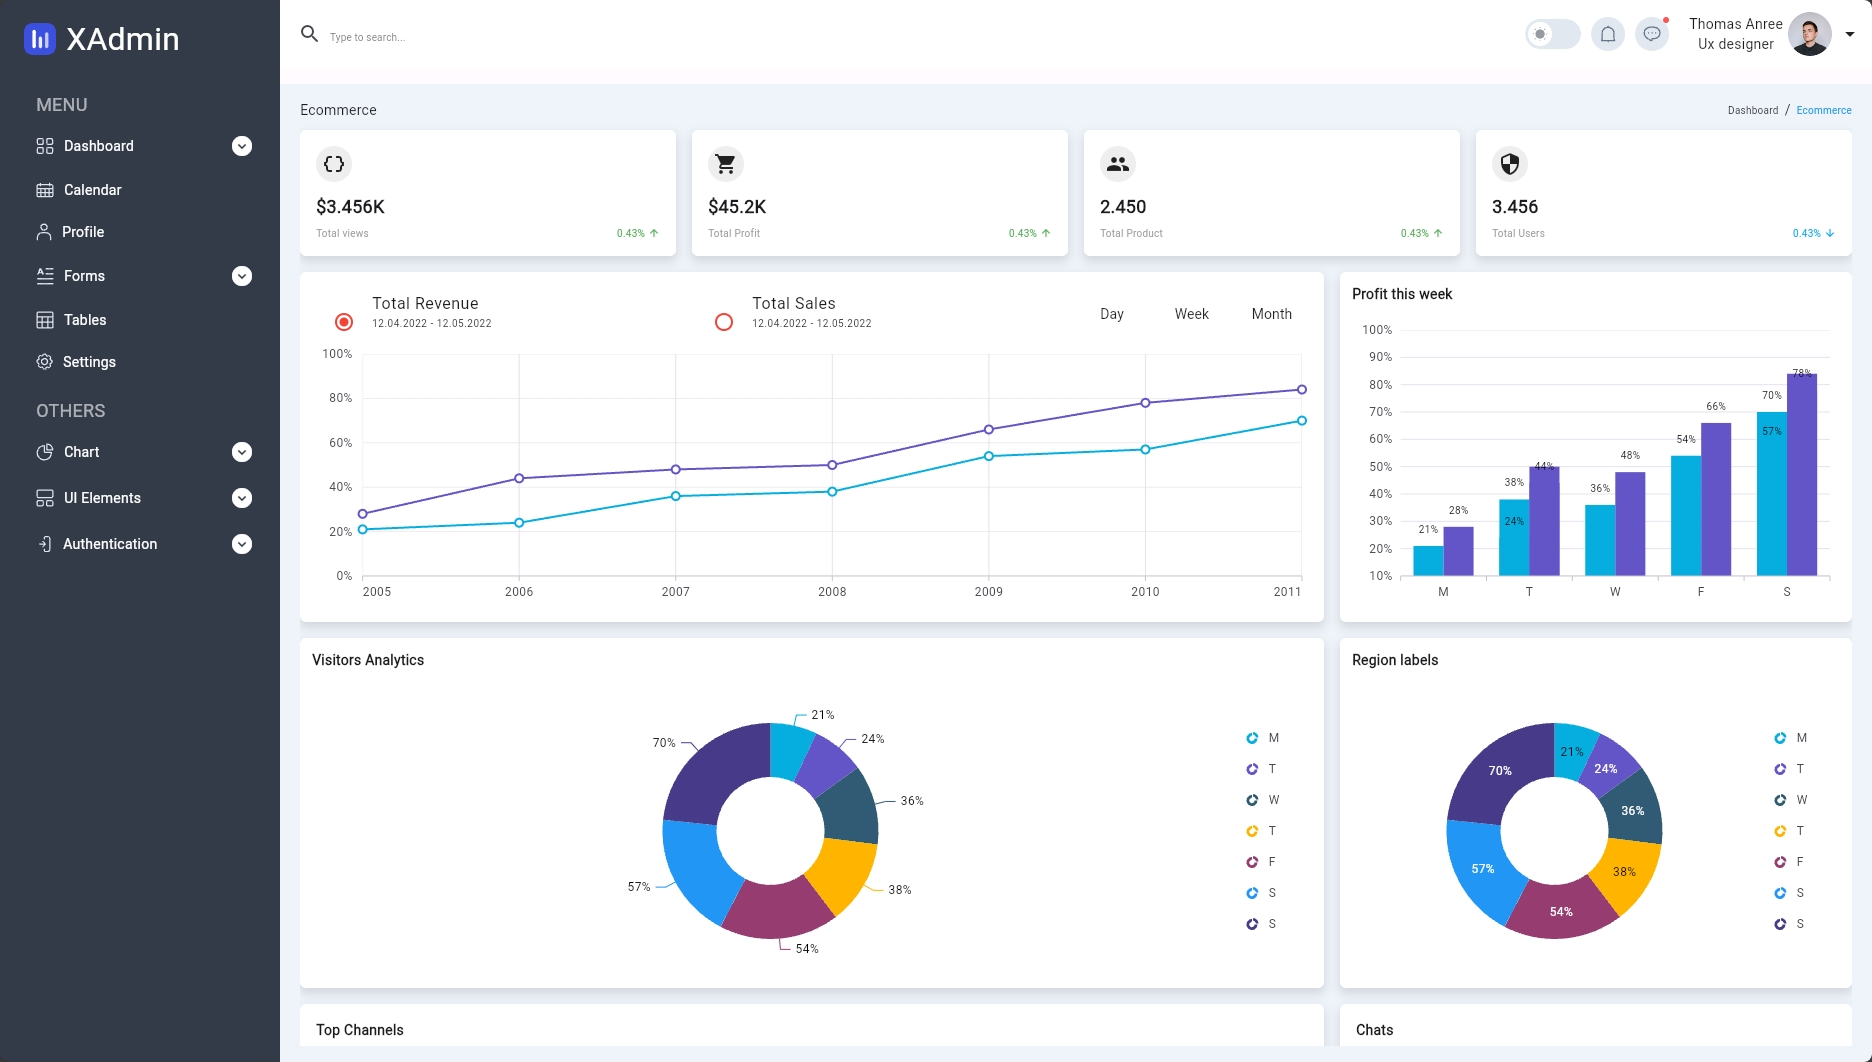 XAdmin
MENU
Dashboard
Calendar
Profile
Forms
Tables
Settings
OTHERS
Chart
UI Elements
Authentication
Type to search...
Thomas Anree
Ux designer
Ecommerce
Dashboard / Ecommerce
$3.456K
Total views
0.43%
$45.2K
Total Profit
0.43%
2.450
Total Product
0.43%
3.456
Total Users
0.43%
Total Revenue
12.04.2022 - 12.05.2022
Total Sales
12.04.2022 - 12.05.2022
Day
Week
Month
100%
80%
60%
40%
20%
0%
2005
2006
2007
2008
2009
2010
2011
Profit this week
100%
90%
80%
70%
60%
50%
40%
30%
20%
10%
21%
28%
38%
24%
44%
36%
48%
54%
66%
70%
57%
78%
M
T
W
F
S
Visitors Analytics
21%
24%
36%
38%
54%
57%
70%
M
T
W
T
F
S
S
Region labels
21%
24%
36%
38%
54%
57%
70%
M
T
W
T
F
S
S
Top Channels
Chats